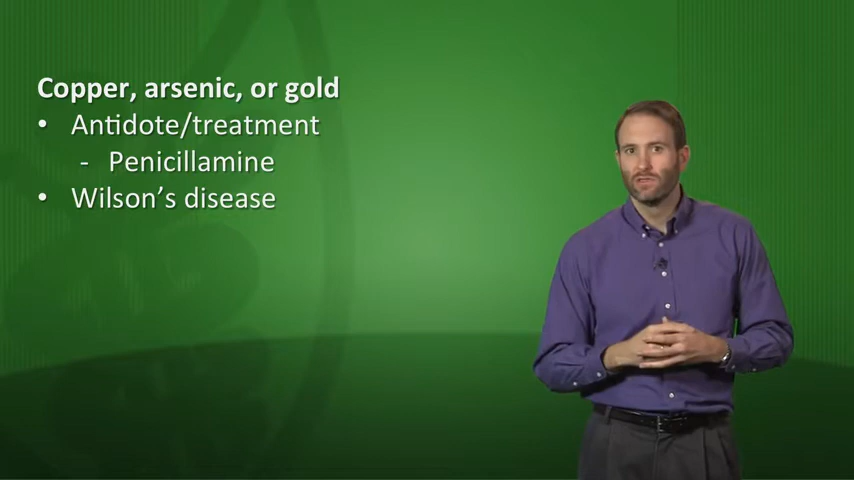 Copper, arsenic, or gold
• Antidote/treatment
- Penicillamine
• Wilson’s disease